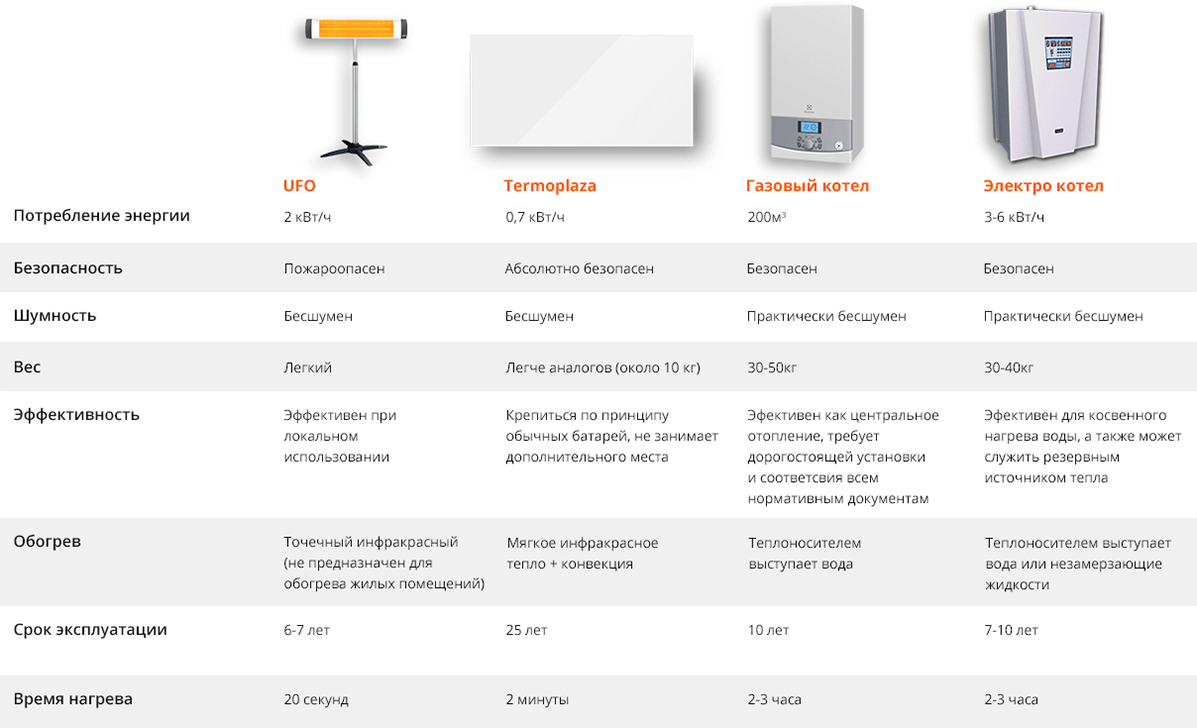 UFO Termoplaza Газовый котел Электро котел
Потребление энергии 2 кВт/ч 0,7 кВт/ч 200м³ 3-6 кВт/ч
Безопасность Пожароопасен Абсолютно безопасен Безопасен Безопасен
Шумность Бесшумен Бесшумен Практически бесшумен Практически бесшумен
Вес Легкий Легче аналогов (около 10 кг) 30-50кг 30-40кг
Эффективность Эффективен при Крепиться по принципу Эфективен как центральное Эфективен для косвенного
локальном обычных батарей, не занимает отопление, требует нагрева воды, а также может
использовании дополнительного места дорогостоящей установки служить резервным
и соответсвия всем источником тепла
нормативным документам
Обогрев Точечный инфракрасный Мягкое инфракрасное Теплоносителем Теплоносителем выступает
(не предназначен для тепло + конвекция выступает вода вода или незамерзающие
обогрева жилых помещений) жидкости
Срок эксплуатации 6-7 лет 25 лет 10 лет 7-10 лет
Время нагрева 20 секунд 2 минуты 2-3 часа 2-3 часа